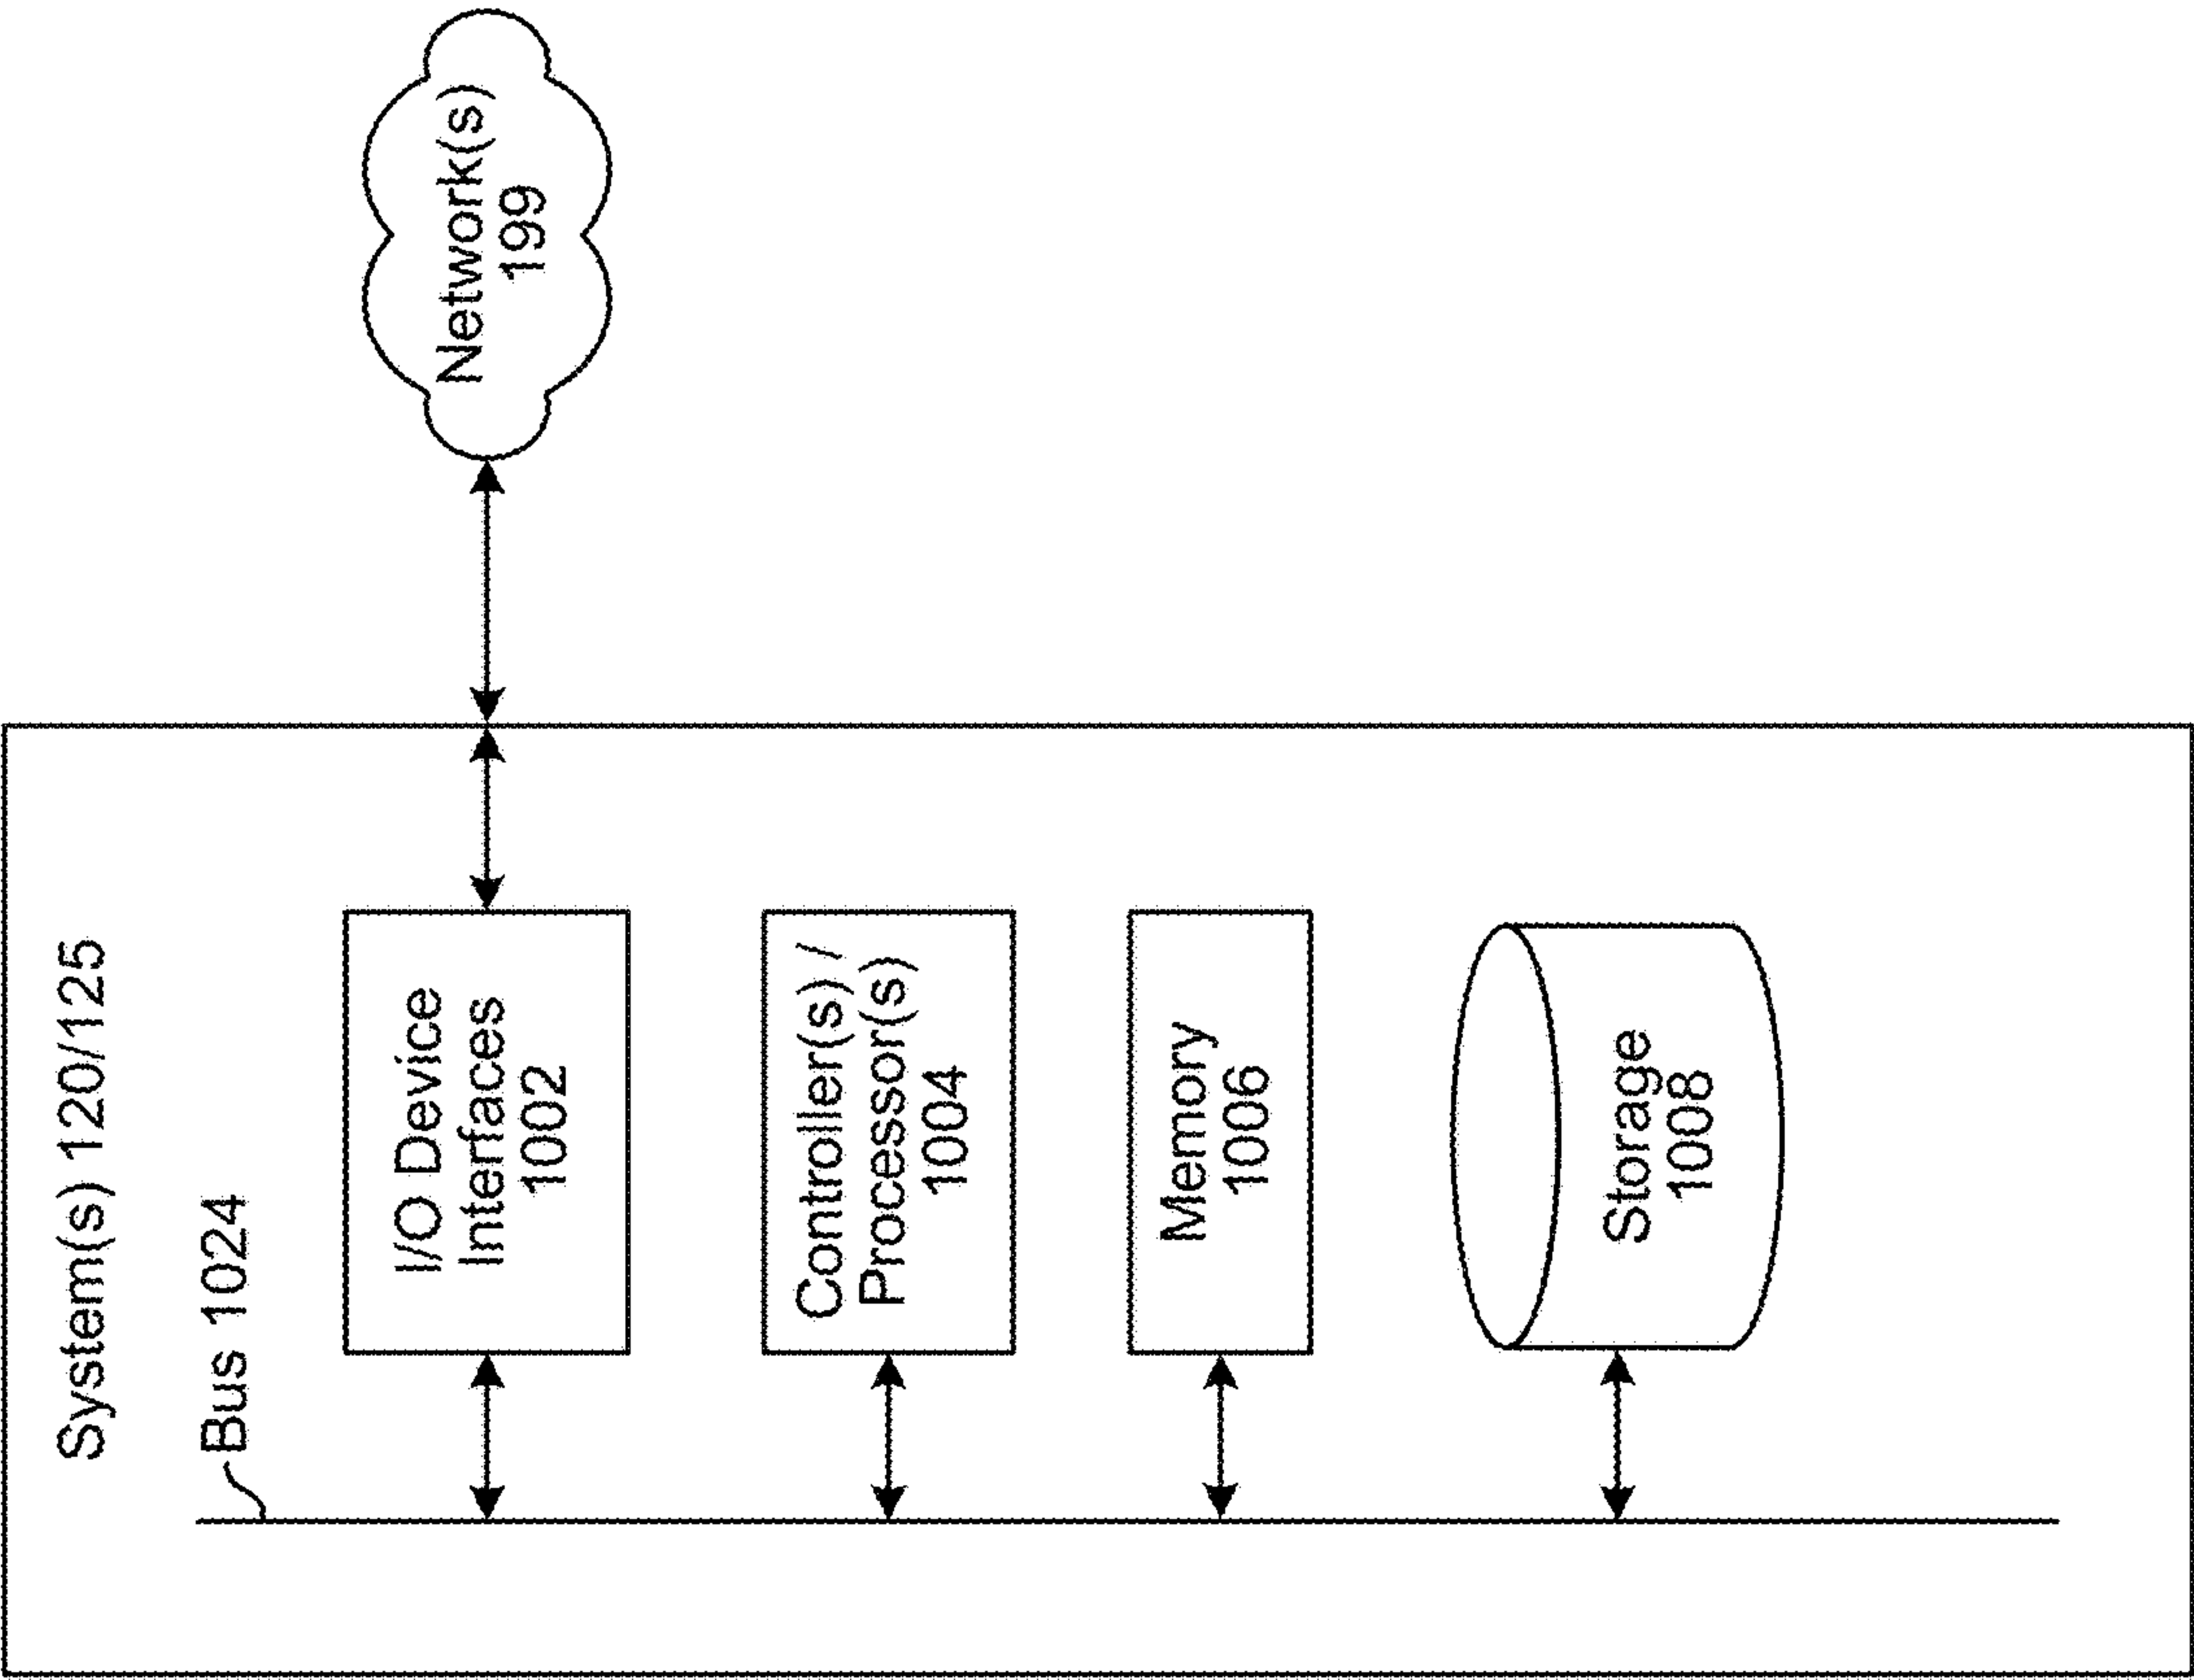 System(s) 120/125
Bus 1024
I/O Device
Interfaces
1002
Controller(s) /
Processor(s)
1004
Memory
1006
Storage
1008
Network(s)
199